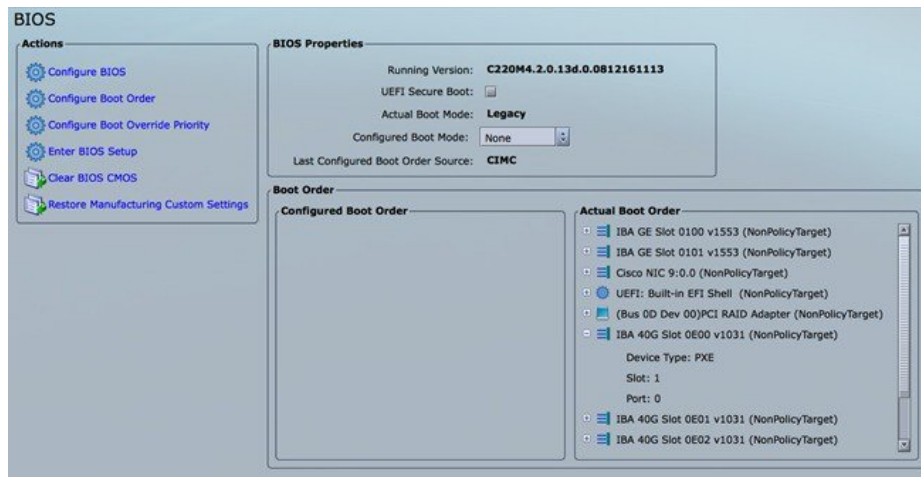 BIOS
Actions
Configure BIOS
Configure Boot Order
Configure Boot Override Priority
Enter BIOS Setup
Clear BIOS CMOS
Restore Manufacturing Custom Settings
BIOS Properties
Running Version: C220M4.2.0.13d.0.0812161113
UEFI Secure Boot:
Actual Boot Mode: Legacy
Configured Boot Mode: None
Last Configured Boot Order Source: CIMC
Boot Order
Configured Boot Order
Actual Boot Order
IBA GE Slot 0100 v1553 (NonPolicyTarget)
IBA GE Slot 0101 v1553 (NonPolicyTarget)
Cisco NIC 9:0.0 (NonPolicyTarget)
UEFI: Built-in EFI Shell (NonPolicyTarget)
(Bus 0D Dev 00)PCI RAID Adapter (NonPolicyTarget)
IBA 40G Slot 0E00 v1031 (NonPolicyTarget)
Device Type: PXE
Slot: 1
Port: 0
IBA 40G Slot 0E01 v1031 (NonPolicyTarget)
IBA 40G Slot 0E02 v1031 (NonPolicyTarget)